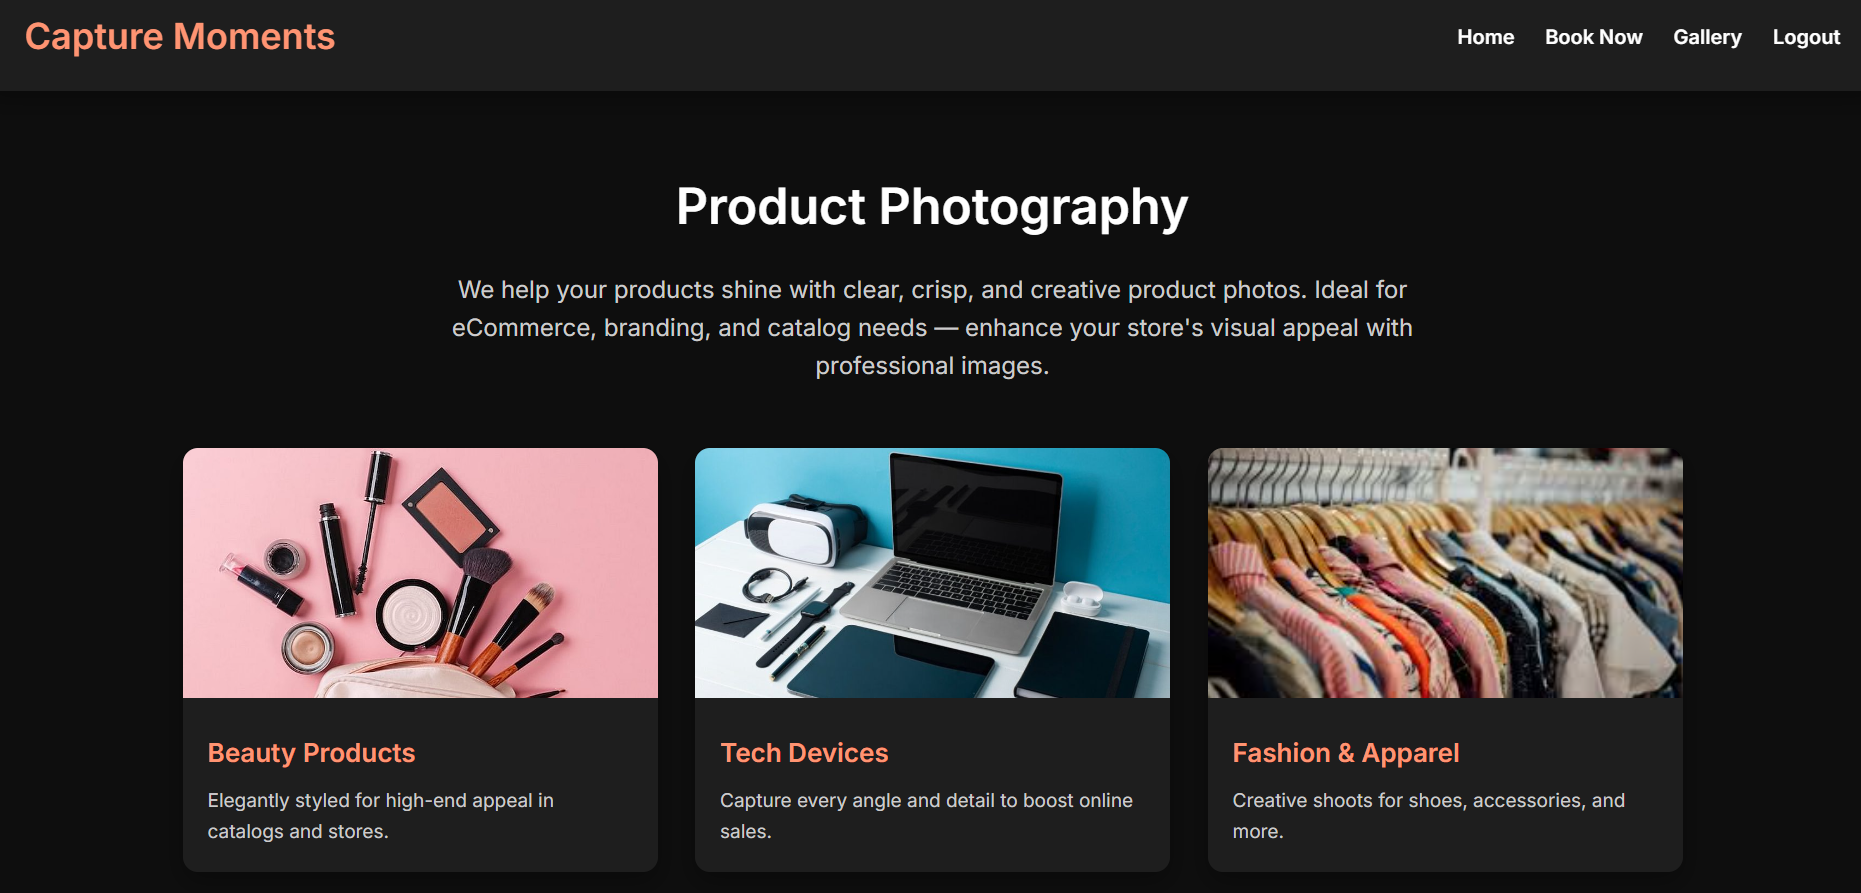 Capture Moments
Home Book Now Gallery Logout
Product Photography
We help your products shine with clear, crisp, and creative product photos. Ideal for
eCommerce, branding, and catalog needs — enhance your store's visual appeal with
professional images.
Beauty Products
Elegantly styled for high-end appeal in
catalogs and stores.
Tech Devices
Capture every angle and detail to boost online
sales.
Fashion & Apparel
Creative shoots for shoes, accessories, and
more.